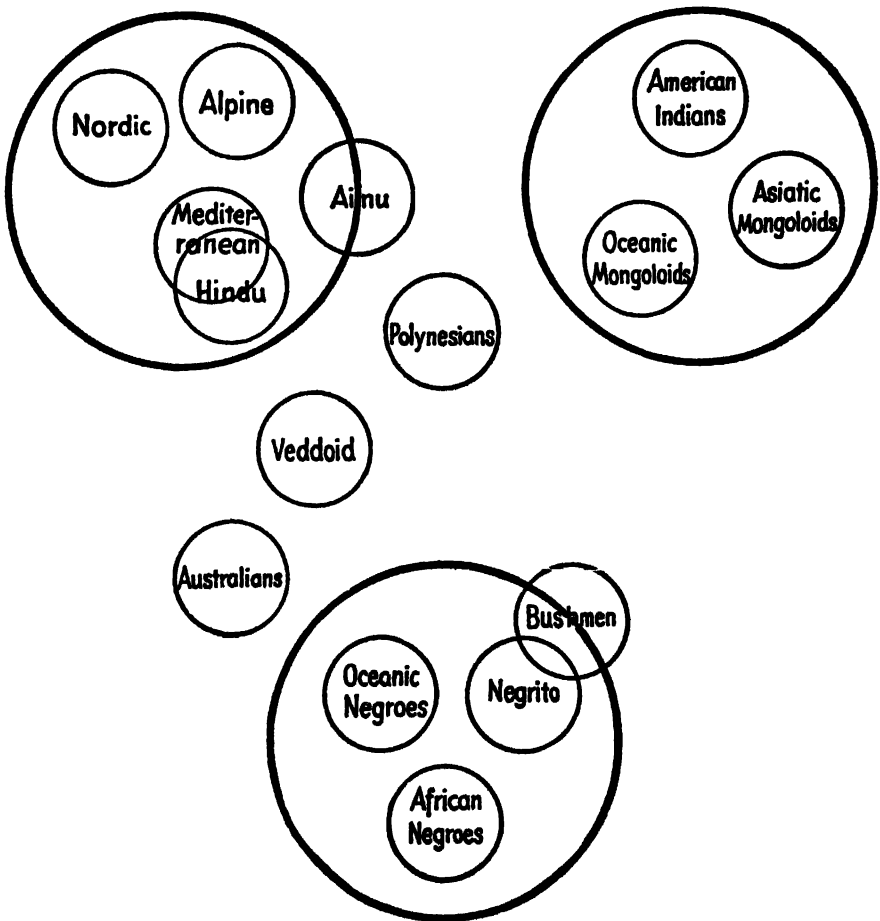 Nordic
Alpine
Mediter-
ranean
Hindu
Ainu
American
Indians
Asiatic
Mongoloids
Oceanic
Mongoloids
Polynesians
Veddoid
Australians
Bushmen
Oceanic
Negroes
Negrito
African
Negroes